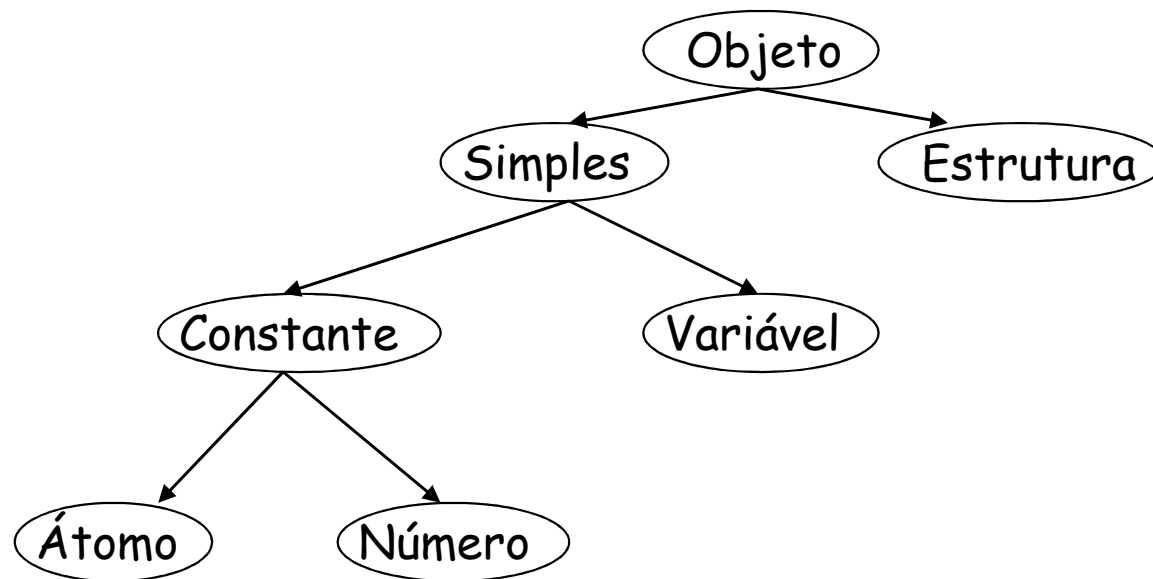 Objeto
Simples
Estrutura
Constante
Variável
Átomo
Número